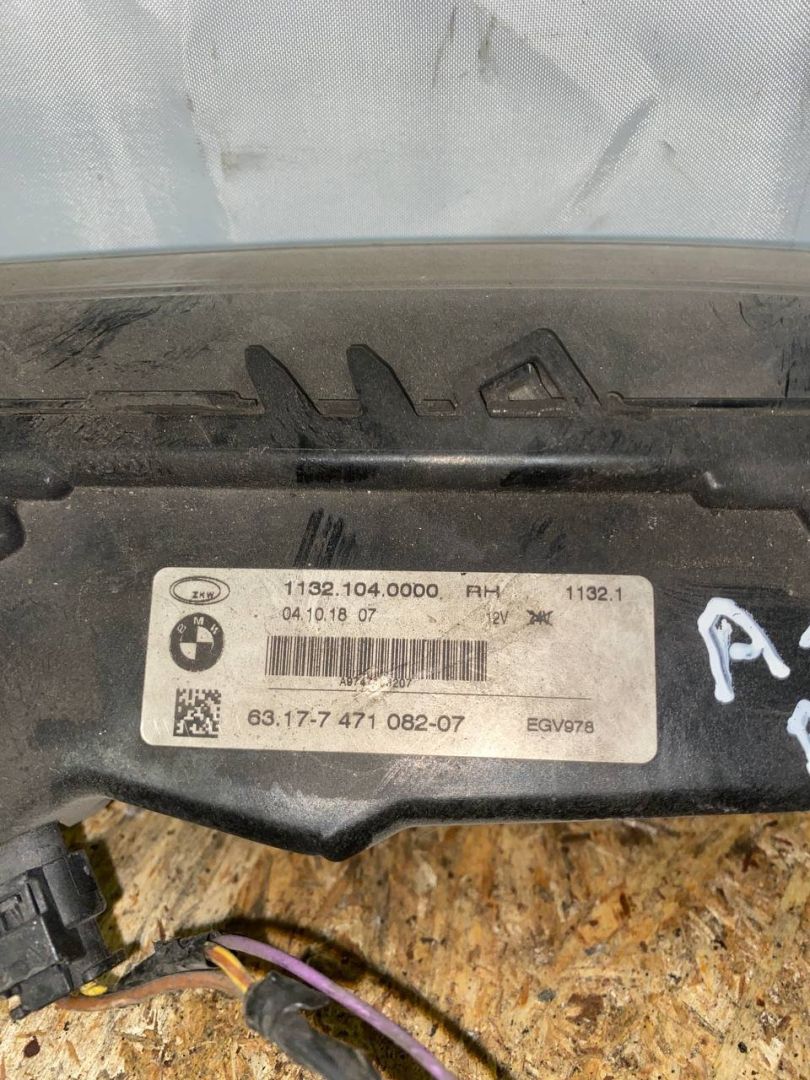 ZKW 1132.104.0000 RH 1132.1
04.10.18 07 12V 24V
BMW
63.17-7 471 082-07 EGV978
A